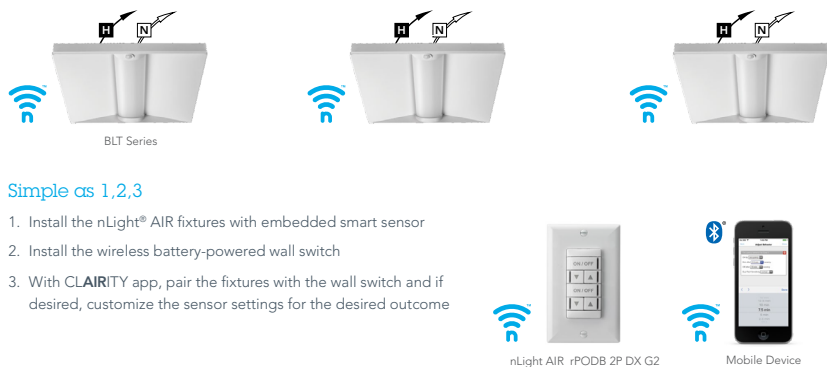 H N H N H N
n n n
BLT Series
Simple as 1,2,3
1. Install the nLight® AIR fixtures with embedded smart sensor
2. Install the wireless battery-powered wall switch
3. With CLAIRITY app, pair the fixtures with the wall switch and if
desired, customize the sensor settings for the desired outcome
ON / OFF
ON / OFF
n n
nLight AIR rPODB 2P DX G2 Mobile Device